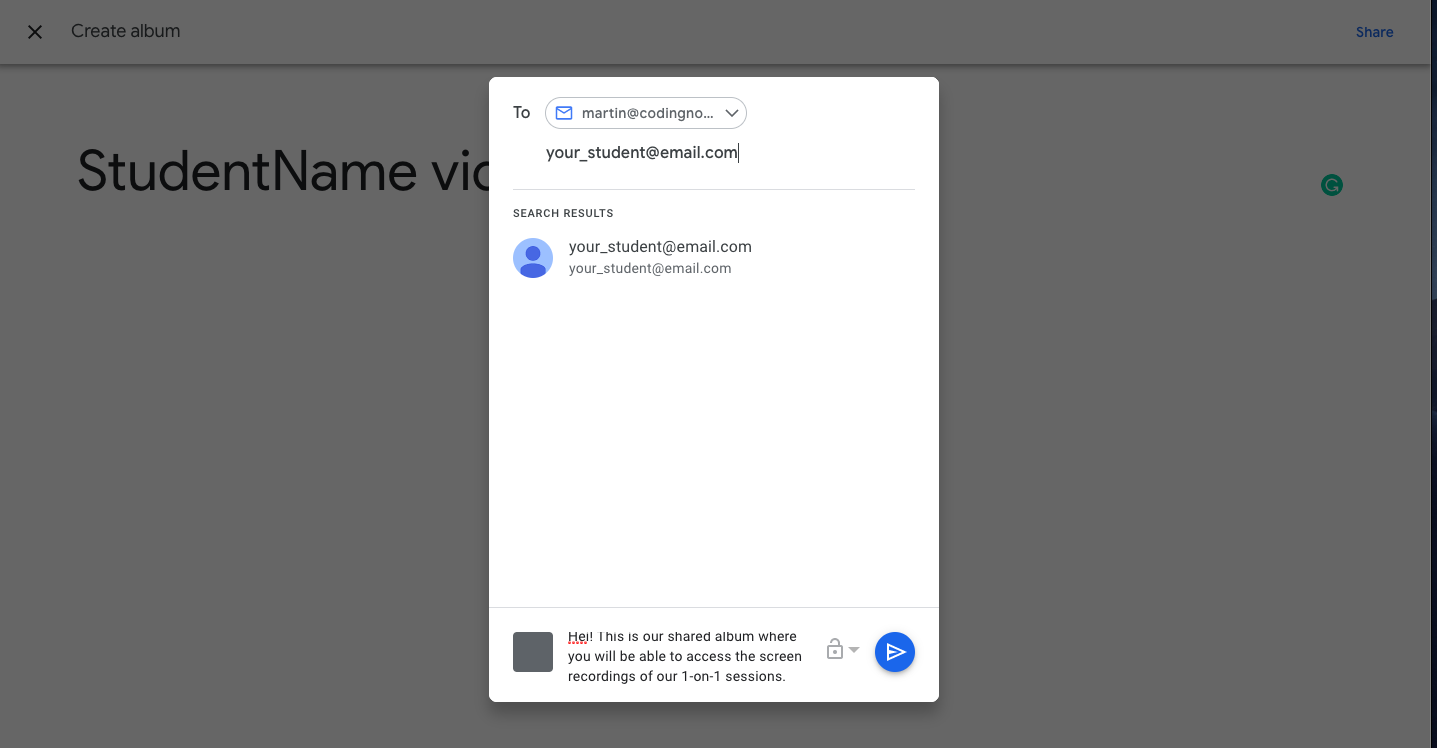 Create album
Share
To
martin@codingno...
your_student@email.com
StudentName vic
SEARCH RESULTS
your_student@email.com
your_student@email.com
Hei! This is our shared album where
you will be able to access the screen
recordings of our 1-on-1 sessions.